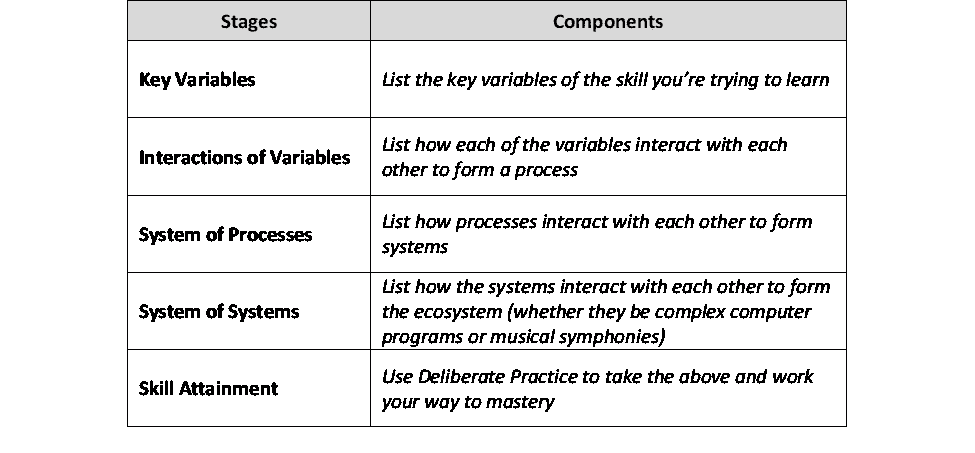 Stages Components
Key Variables
List the key variables of the skill you're trying to learn
Interactions of Variables
List how each of the variables interact with each
other to form a process
System of Processes
List how processes interact with each other to form
systems
System of Systems
List how the systems interact with each other to form
the ecosystem (whether they be complex computer
programs or musical symphonies)
Skill Attainment
Use Deliberate Practice to take the above and work
your way to mastery